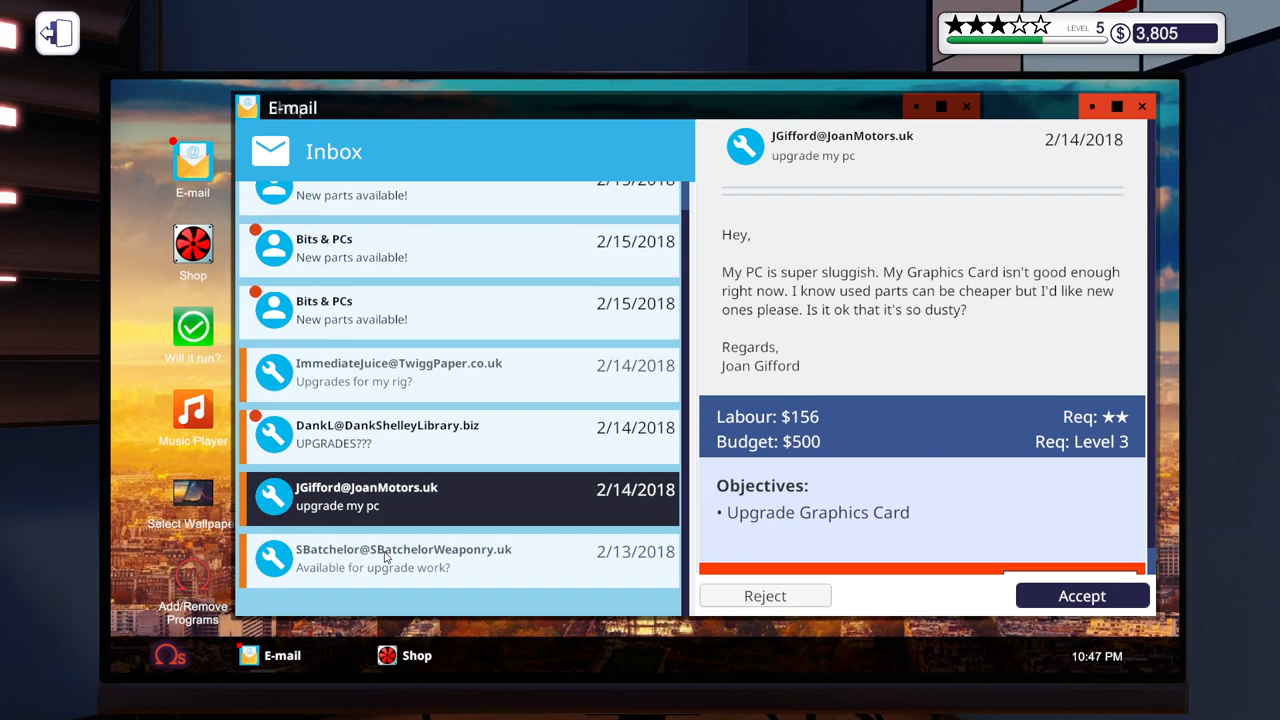 LEVEL 5
$ 3,805
E-mail
Inbox
New parts available!
2/15/2018
Bits & PCs
2/15/2018
New parts available!
Bits & PCs
2/15/2018
New parts available!
ImmediateJuice@TwiggPaper.co.uk
2/14/2018
Upgrades for my rig?
DankL@DankShelleyLibrary.biz
2/14/2018
UPGRADES???
JGifford@JoanMotors.uk
2/14/2018
upgrade my pc
SBatchelor@SBatchelorWeaponry.uk
2/13/2018
Available for upgrade work?
JGifford@JoanMotors.uk
2/14/2018
upgrade my pc
Hey,
My PC is super sluggish. My Graphics Card isn't good enough
right now. I know used parts can be cheaper but I'd like new
ones please. Is it ok that it's so dusty?
Regards,
Joan Gifford
Labour: $156
Req: ★★
Budget: $500
Req: Level 3
Objectives:
• Upgrade Graphics Card
Reject
Accept
E-mail
Shop
Will it run?
Music Player
Select Wallpape
Add/Remove
Programs
Ωs
E-mail
Shop
10:47 PM